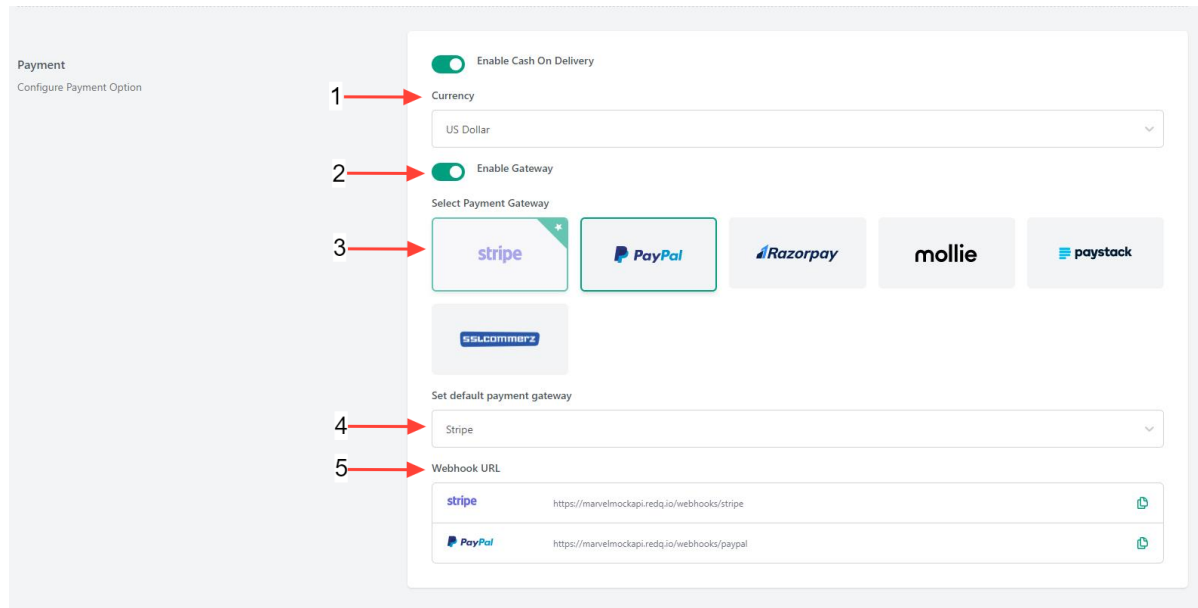 Payment
Configure Payment Option
Enable Cash On Delivery
1
Currency
US Dollar
2
Enable Gateway
Select Payment Gateway
3
stripe
PayPal
Razorpay
mollie
paystack
SSLCOMMERZ
Set default payment gateway
4
Stripe
5
Webhook URL
stripe https://marvelmockapi.redq.io/webhooks/stripe
PayPal https://marvelmockapi.redq.io/webhooks/paypal